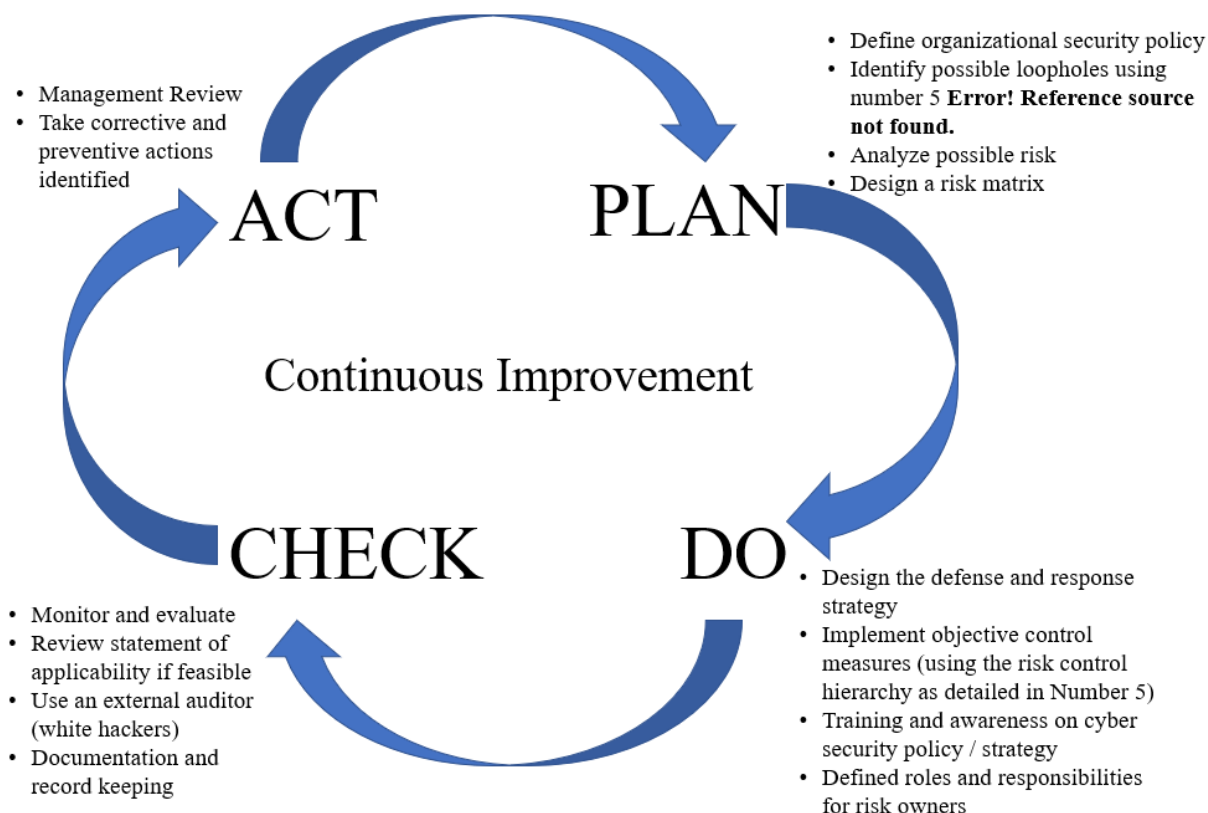 • Management Review
• Take corrective and
preventive actions
identified
ACT
PLAN
• Define organizational security policy
• Identify possible loopholes using
number 5 Error! Reference source
not found.
• Analyze possible risk
• Design a risk matrix
Continuous Improvement
CHECK
DO
• Monitor and evaluate
• Review statement of
applicability if feasible
• Use an external auditor
(white hackers)
• Documentation and
record keeping
• Design the defense and response
strategy
• Implement objective control
measures (using the risk control
hierarchy as detailed in Number 5)
• Training and awareness on cyber
security policy / strategy
• Defined roles and responsibilities
for risk owners